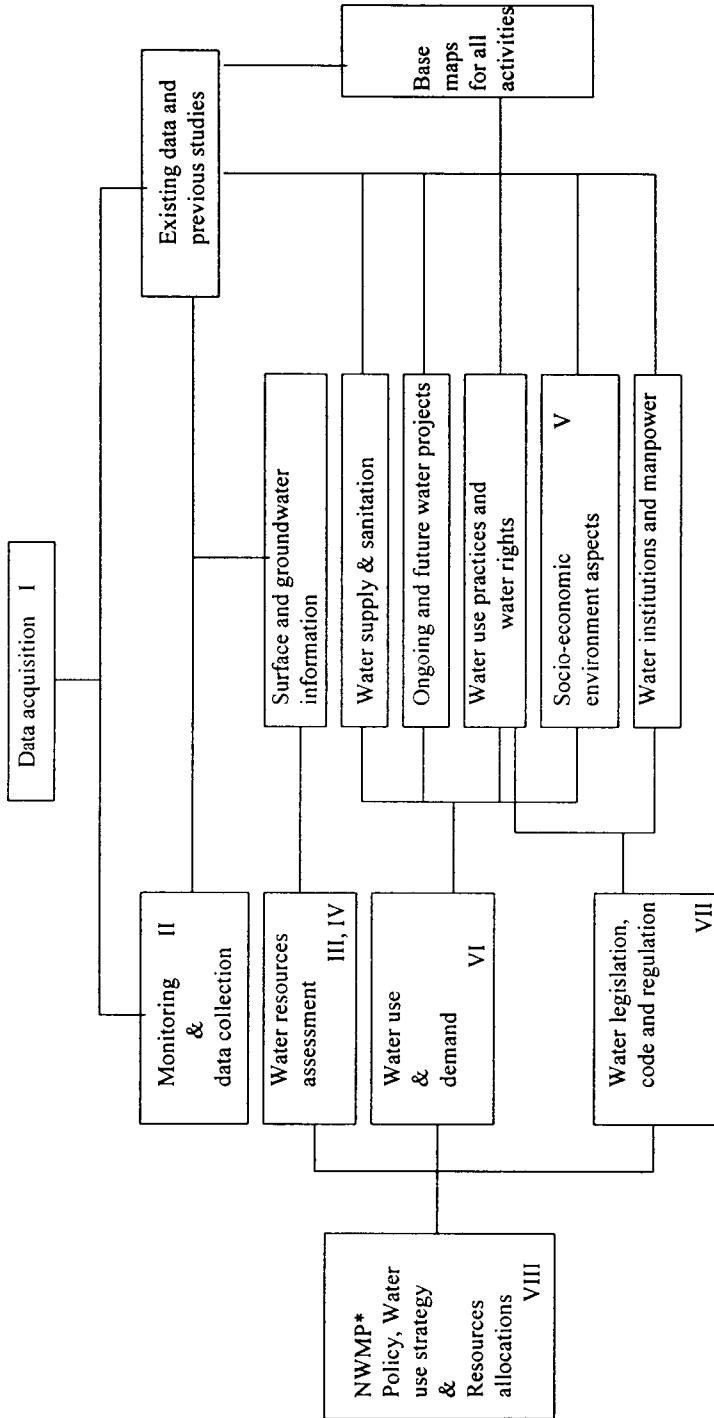 Data acquisition I
Monitoring II
&
data collection
Existing data and
previous studies
Water resources
assessment
III, IV
Surface and groundwater
information
Base
maps
for all
activities
NWMP*
Policy, Water
use strategy
&
Resources
allocations
VIII
Water use
&
demand
VI
Water supply & sanitation
Ongoing and future water projects
Water use practices and
water rights
Socio-economic V
environment aspects
Water legislation,
code and regulation
VII
Water institutions and manpower